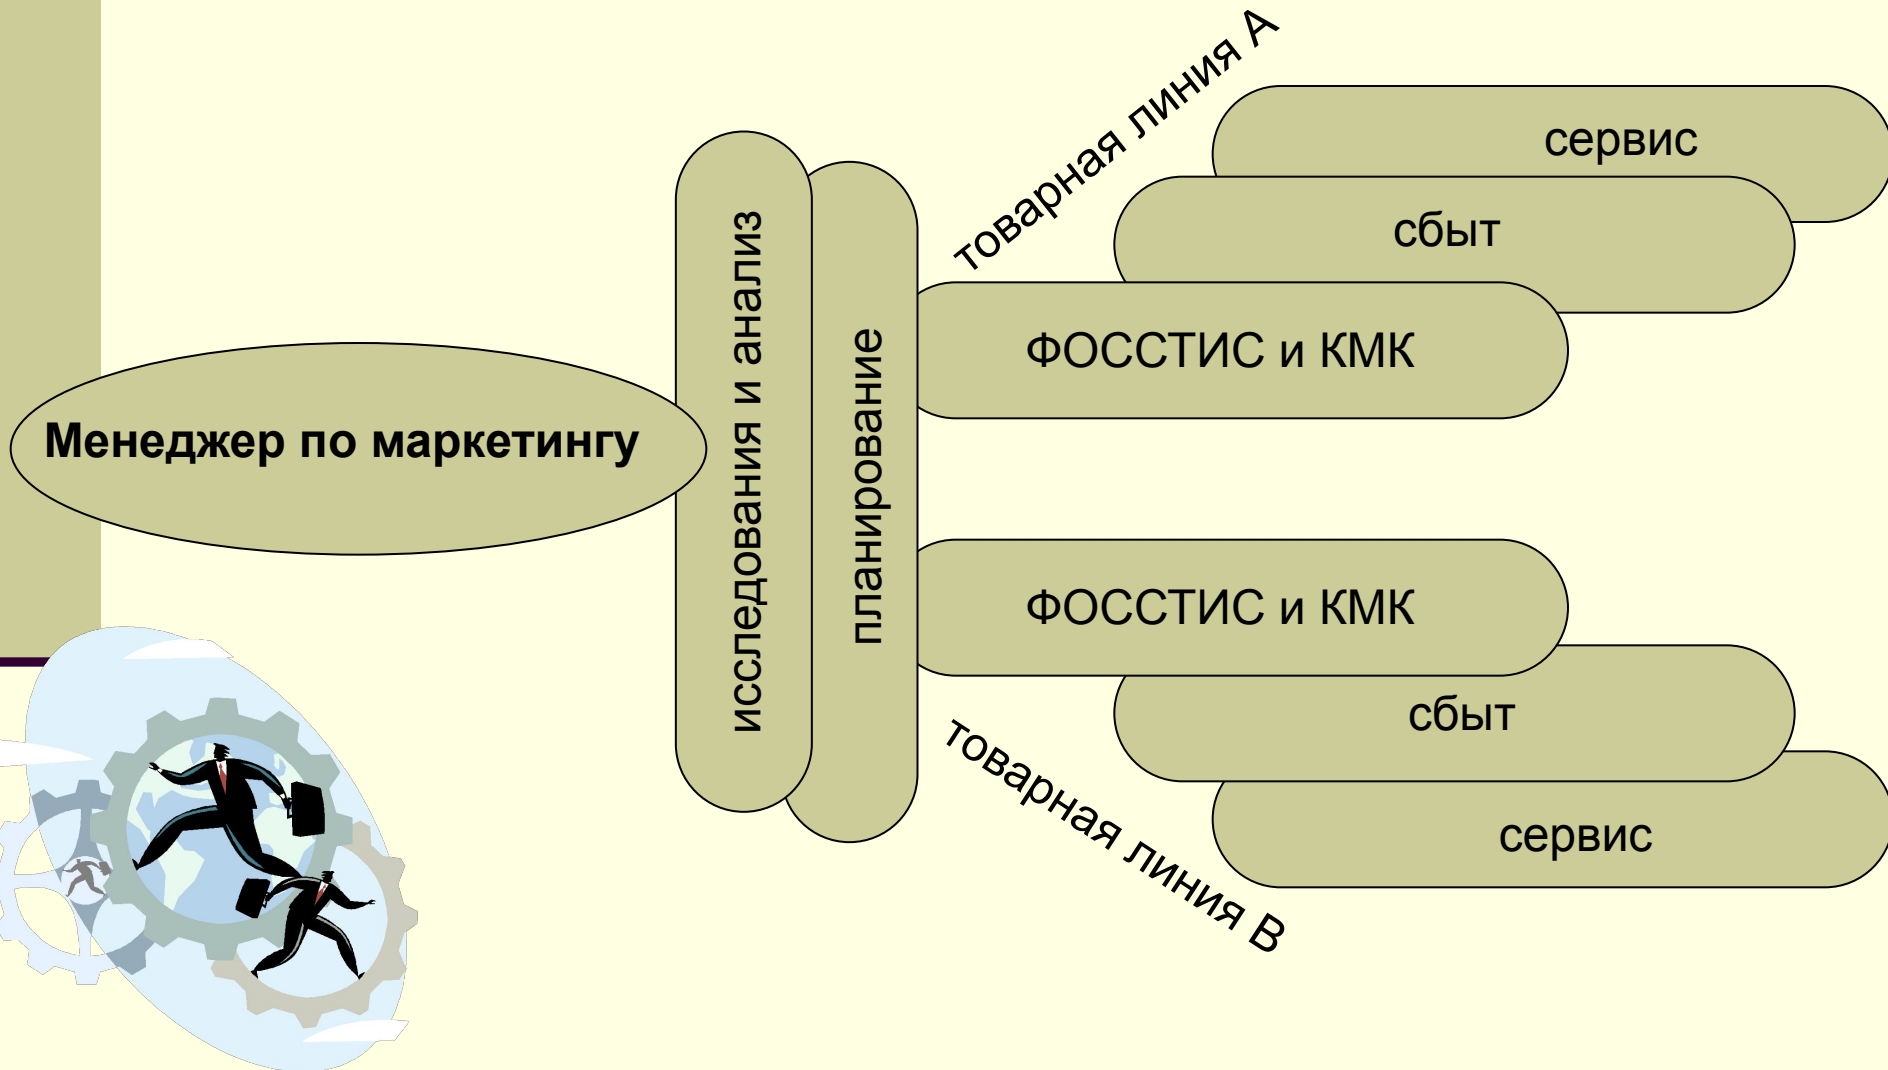 Менеджер по маркетингу
исследования и анализ
планирование
товарная линия А
сервис
сбыт
ФОССТИС и КМК
ФОССТИС и КМК
сбыт
сервис
товарная линия В